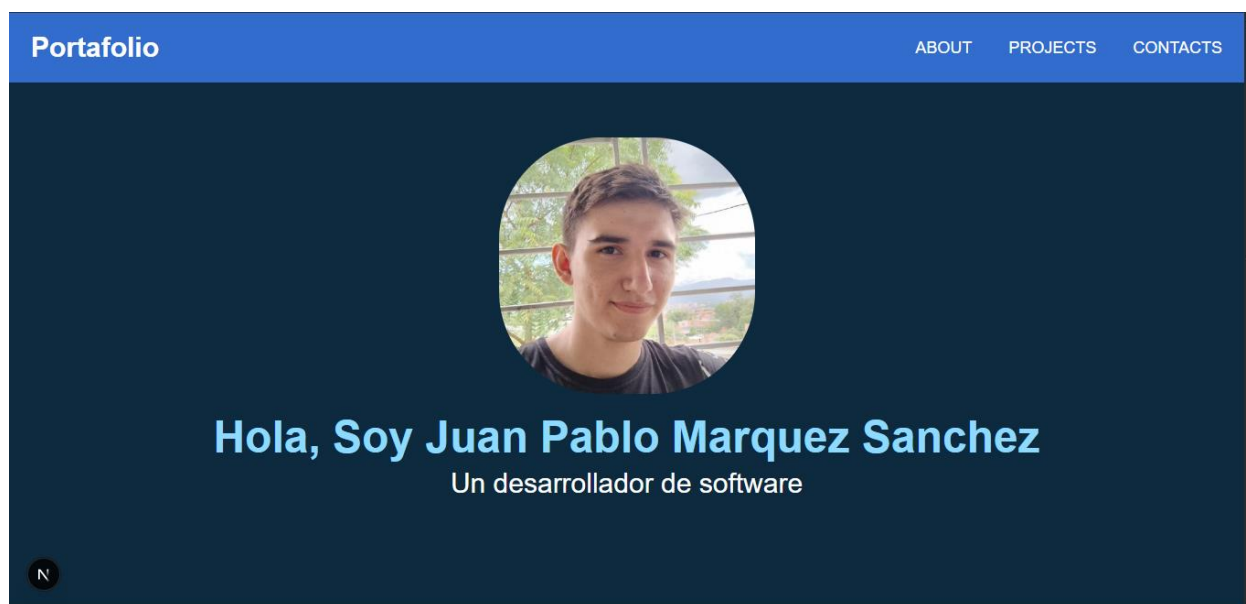 Portafolio
ABOUT PROJECTS CONTACTS
Hola, Soy Juan Pablo Marquez Sanchez
Un desarrollador de software
N